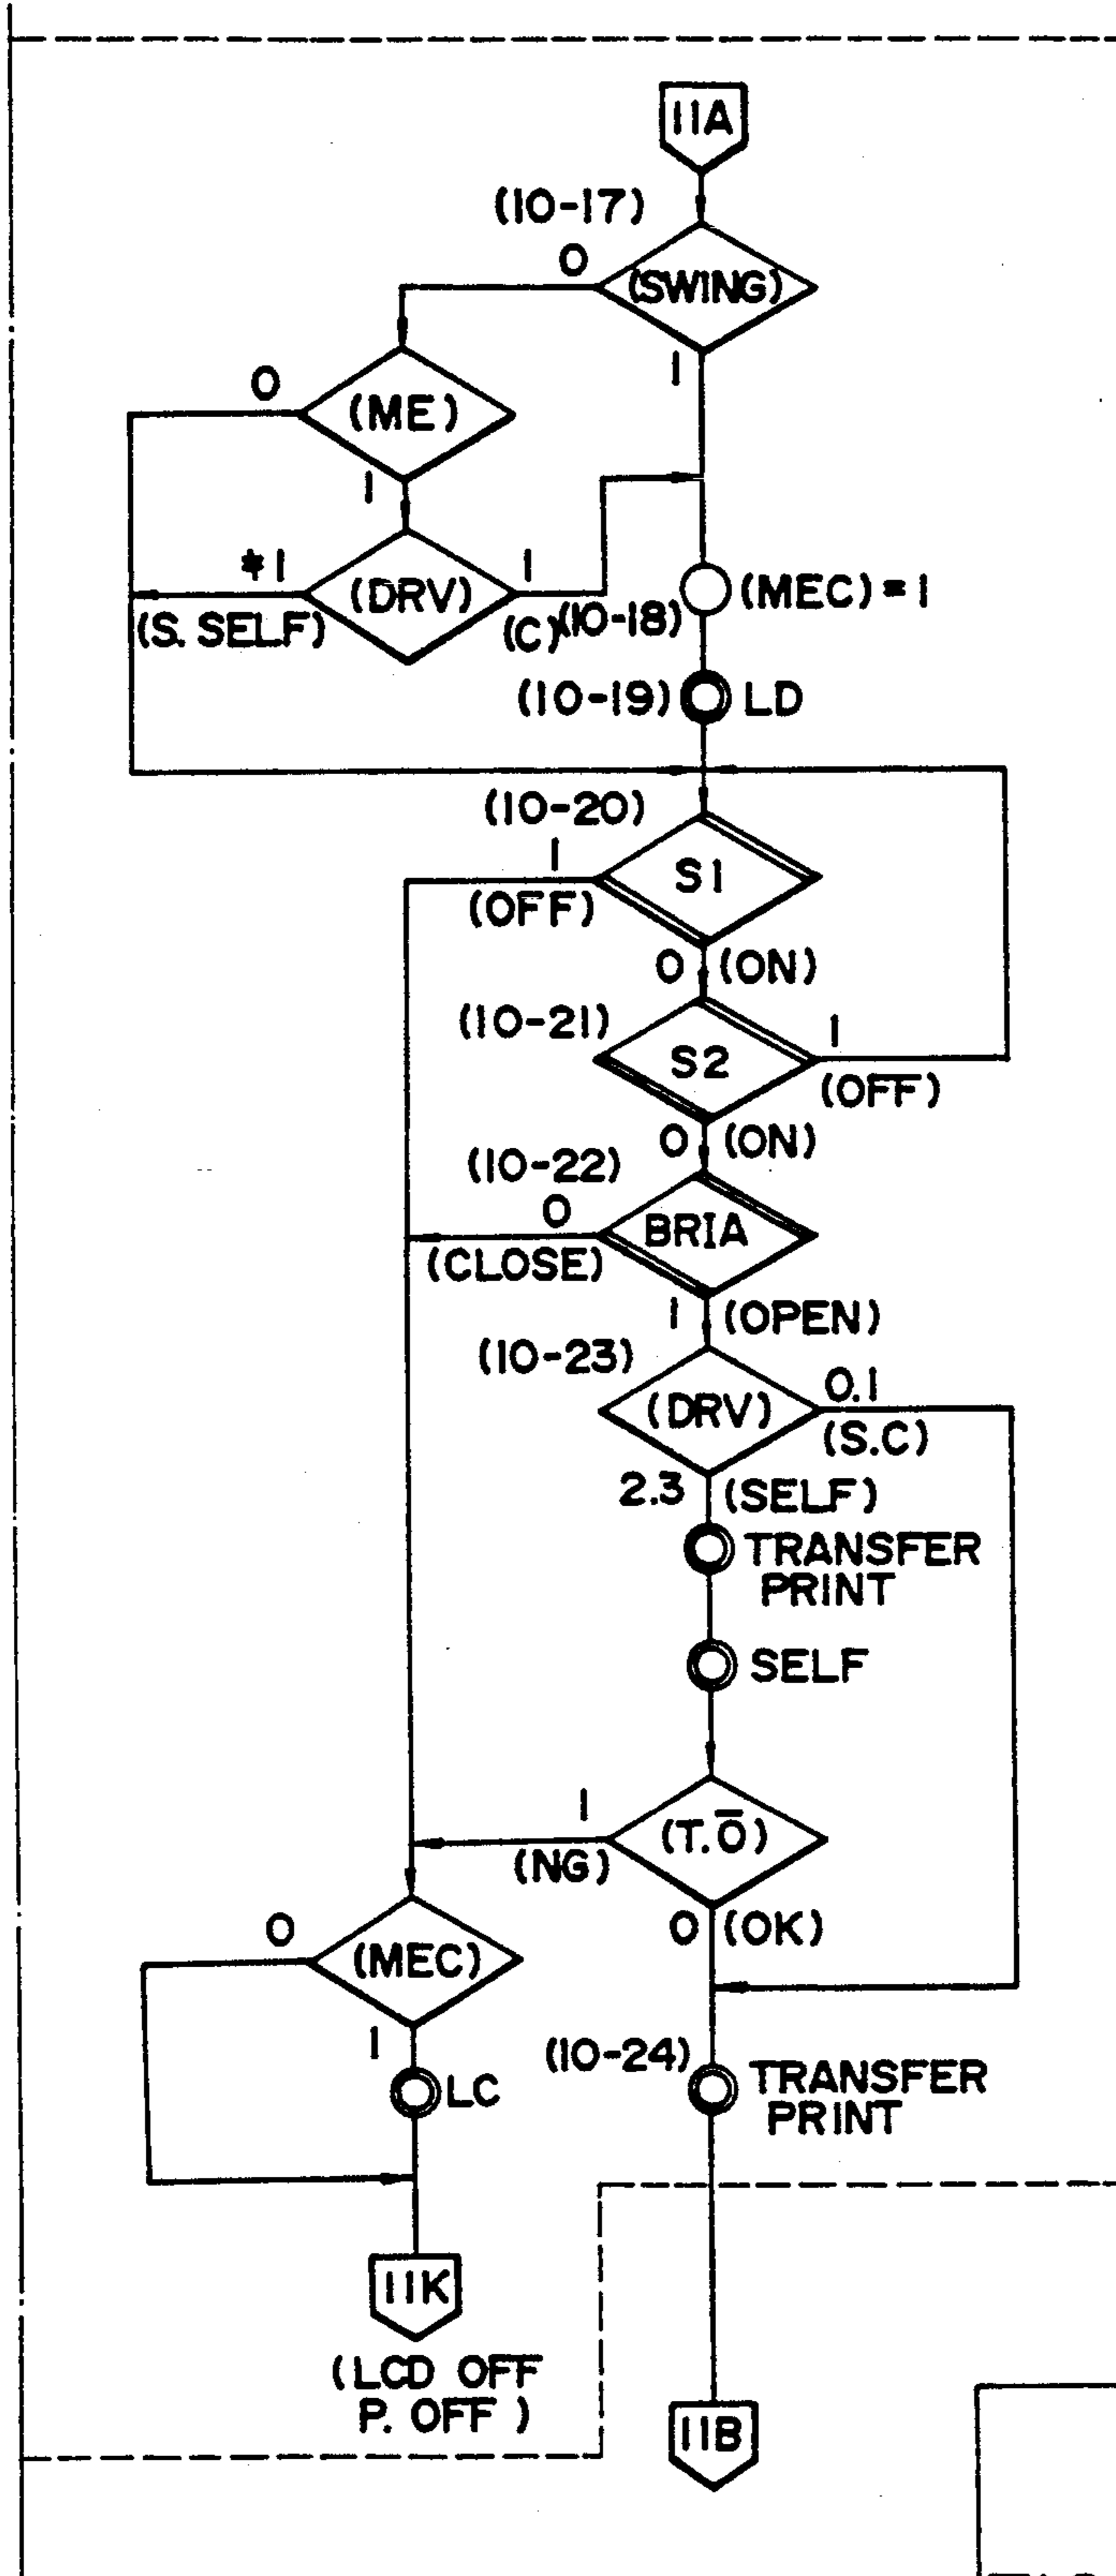 11A
(10-17)
0
(SWING)
1
0
(ME)
1
*1
(DRV)
1
(S. SELF)
(C)
(10-18)
(MEC)=1
(10-19)
LD
(10-20)
1
S1
(OFF)
0
(ON)
(10-21)
S2
1
(OFF)
0
(ON)
(10-22)
0
BRIA
(CLOSE)
1
(OPEN)
(10-23)
(DRV)
0.1
(S.C)
2.3
(SELF)
TRANSFER
PRINT
SELF
1
(T.Ō)
(NG)
0
(OK)
0
(MEC)
1
LC
(10-24)
TRANSFER
PRINT
11K
(LCD OFF
P. OFF )
11B